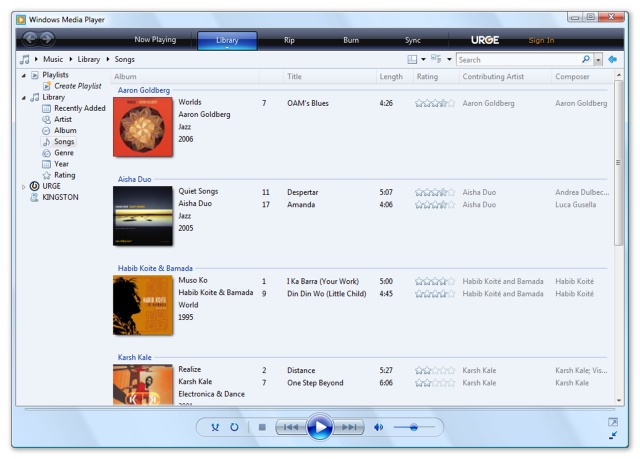 Windows Media Player
Now Playing Library Rip Burn Sync URGE Sign In
Music Library Songs Search
Playlists
Create Playlist
Library
Recently Added
Artist
Album
Songs
Genre
Year
Rating
URGE
KINGSTON
Album Title Length Rating Contributing Artist Composer
Aaron Goldberg
Worlds 7 OAM's Blues 4:26 Aaron Goldberg Aaron Goldberg
Aaron Goldberg
Jazz
2006
Aisha Duo
Quiet Songs 11 Despertar 5:07 Aisha Duo Andrea Dulbec...
Aisha Duo 17 Amanda 4:06 Aisha Duo Luca Gusella
Jazz
2005
Habib Koite & Bamada
Muso Ko 1 I Ka Barra (Your Work) 5:00 Habib Koité and Bamada Habib Koité
Habib Koite & Bamada 9 Din Din Wo (Little Child) 4:45 Habib Koité and Bamada Habib Koité
World
1995
HABIB KOITÉ
Karsh Kale
Realize 2 Distance 5:27 Karsh Kale Karsh Kale; Vis...
Karsh Kale 7 One Step Beyond 6:06 Karsh Kale Karsh Kale
Electronica & Dance
2001